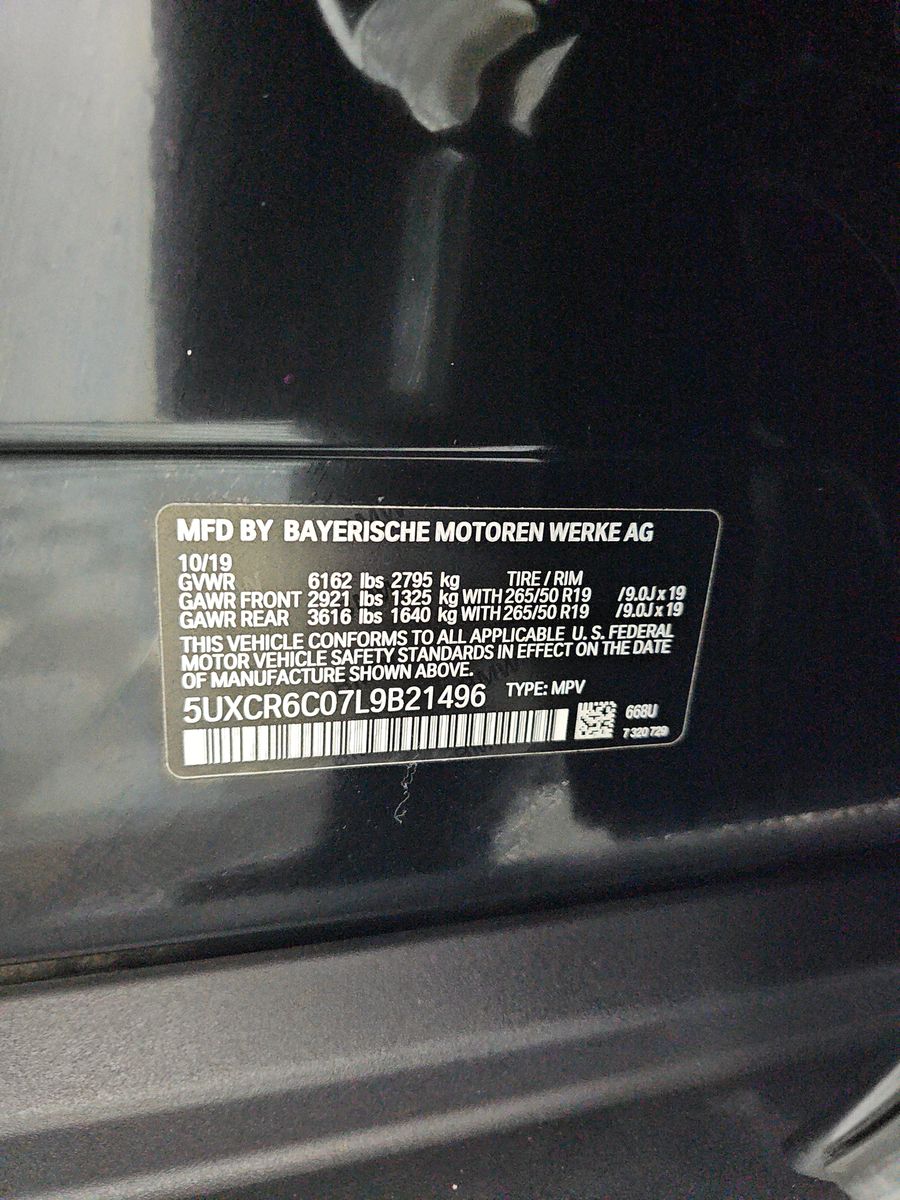 MFD BY BAYERISCHE MOTOREN WERKE AG
10/19
GVWR 6162 lbs 2795 kg TIRE / RIM
GAWR FRONT 2921 lbs 1325 kg WITH 265/50 R19 /9.0J x 19
GAWR REAR 3616 lbs 1640 kg WITH 265/50 R19 /9.0J x 19
THIS VEHICLE CONFORMS TO ALL APPLICABLE U. S. FEDERAL
MOTOR VEHICLE SAFETY STANDARDS IN EFFECT ON THE DATE
OF MANUFACTURE SHOWN ABOVE.
5UXCR6C07L9B21496 TYPE: MPV
668U
7 320 729